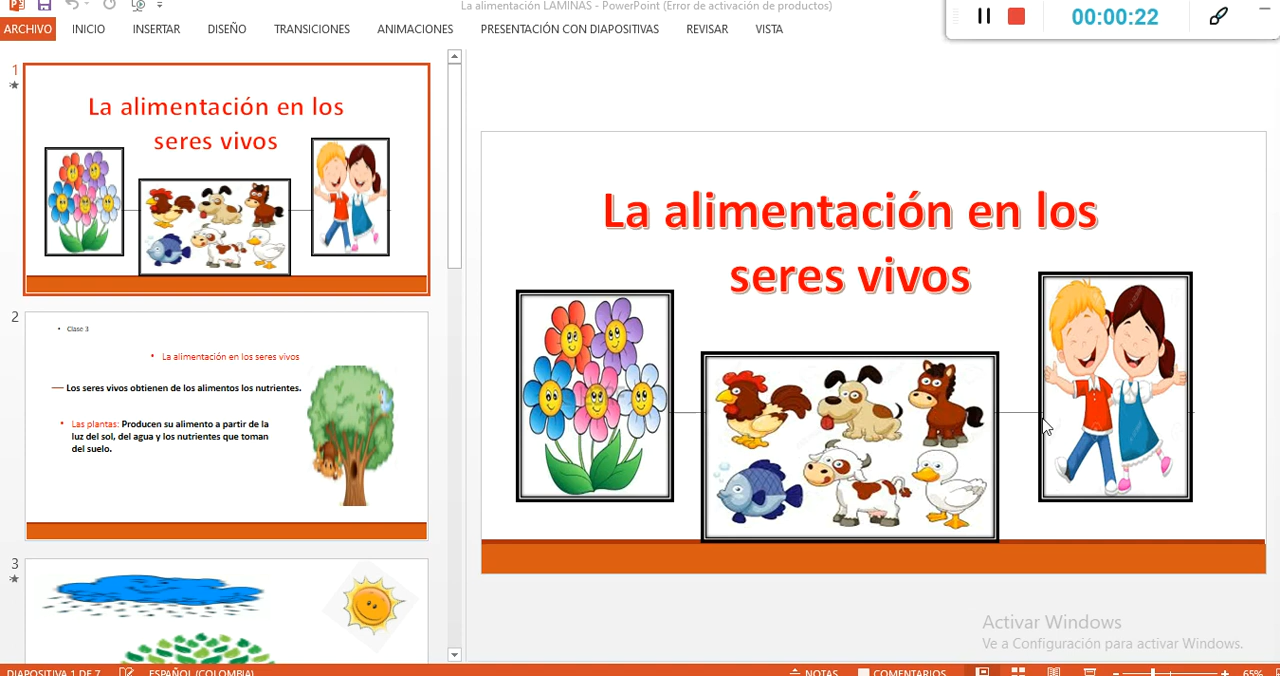 La alimentación LAMINAS - PowerPoint (Error de activación de productos)
00:00:22
ARCHIVO INICIO INSERTAR DISEÑO TRANSICIONES ANIMACIONES PRESENTACIÓN CON DIAPOSITIVAS REVISAR VISTA
1
La alimentación en los
seres vivos
2
• Clase 3
• La alimentación en los seres vivos
— Los seres vivos obtienen de los alimentos los nutrientes.
• Las plantas: Producen su alimento a partir de la
luz del sol, del agua y los nutrientes que toman
del suelo.
3
La alimentación en los
seres vivos
Activar Windows
Ve a Configuración para activar Windows.
DIAPOSITIVA 1 DE 7 ESPAÑOL (COLOMBIA) NOTAS COMENTARIOS 65%